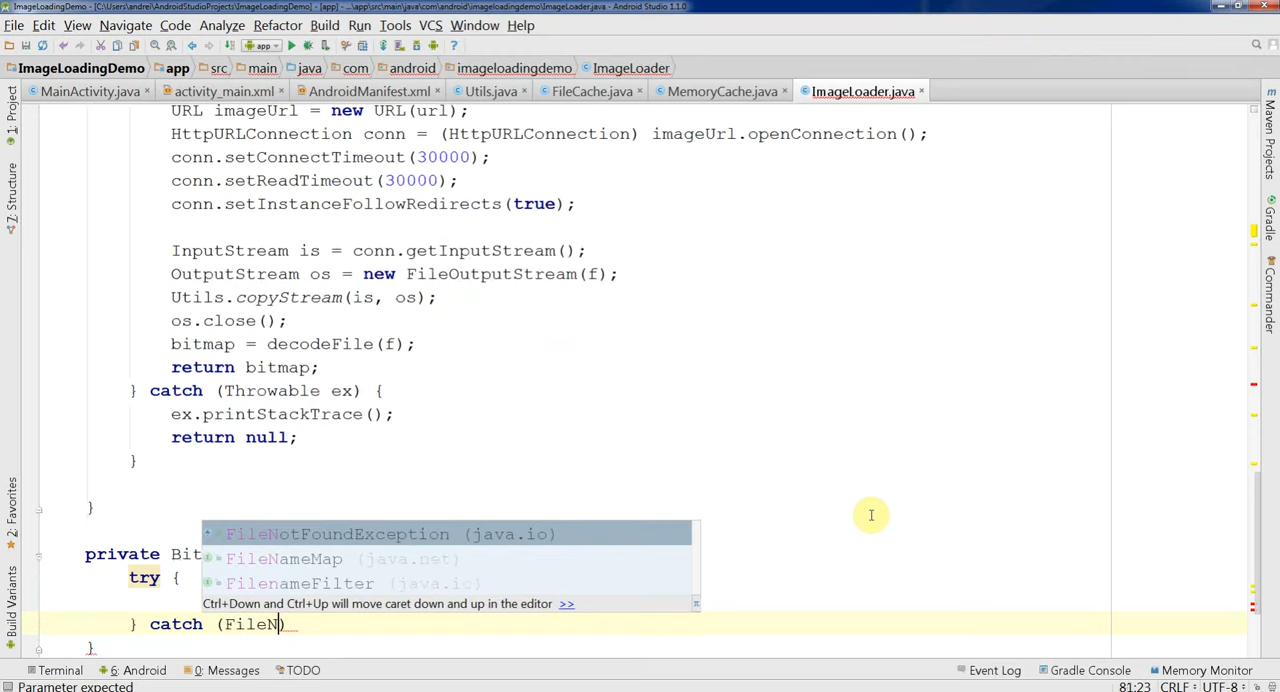 ImageLoadingDemo - [C:\Users\andrei\AndroidStudioProjects\ImageLoadingDemo] - [app] - ...\app\src\main\java\com\android\imageloadingdemo\ImageLoader.java - Android Studio 1.1.0
File Edit View Navigate Code Analyze Refactor Build Run Tools VCS Window Help
app
ImageLoadingDemo app src main java com android imageloadingdemo ImageLoader
MainActivity.java activity_main.xml AndroidManifest.xml Utils.java FileCache.java MemoryCache.java ImageLoader.java
1: Project
7: Structure
2: Favorites
Build Variants
URL imageUrl = new URL(url);
HttpURLConnection conn = (HttpURLConnection) imageUrl.openConnection();
conn.setConnectTimeout(30000);
conn.setReadTimeout(30000);
conn.setInstanceFollowRedirects(true);
InputStream is = conn.getInputStream();
OutputStream os = new FileOutputStream(f);
Utils.copyStream(is, os);
os.close();
bitmap = decodeFile(f);
return bitmap;
} catch (Throwable ex) {
ex.printStackTrace();
return null;
}
}
private Bit
try {
} catch (FileN)
}
FileNotFoundException (java.io)
FileNameMap (java.net)
FilenameFilter (java.io)
Ctrl+Down and Ctrl+Up will move caret down and up in the editor >>
Maven Projects
Gradle
Commander
Terminal 6: Android 0: Messages TODO Event Log Gradle Console Memory Monitor
Parameter expected 81:23 CRLF UTF-8